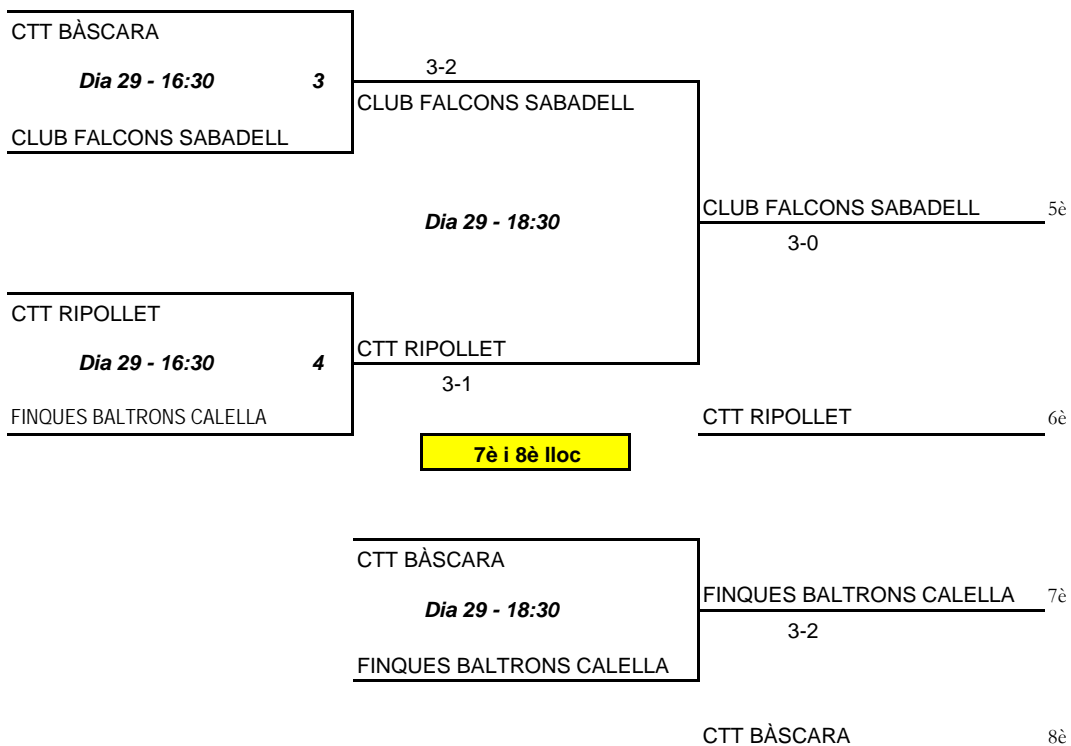 CTT BÀSCARA
3-2
Dia 29 - 16:30 3
CLUB FALCONS SABADELL
CLUB FALCONS SABADELL
CLUB FALCONS SABADELL 5è
Dia 29 - 18:30
3-0
CTT RIPOLLET
CTT RIPOLLET
Dia 29 - 16:30 4
3-1
FINQUES BALTRONS CALELLA
CTT RIPOLLET 6è
7è i 8è lloc
CTT BÀSCARA
FINQUES BALTRONS CALELLA 7è
Dia 29 - 18:30
3-2
FINQUES BALTRONS CALELLA
CTT BÀSCARA 8è